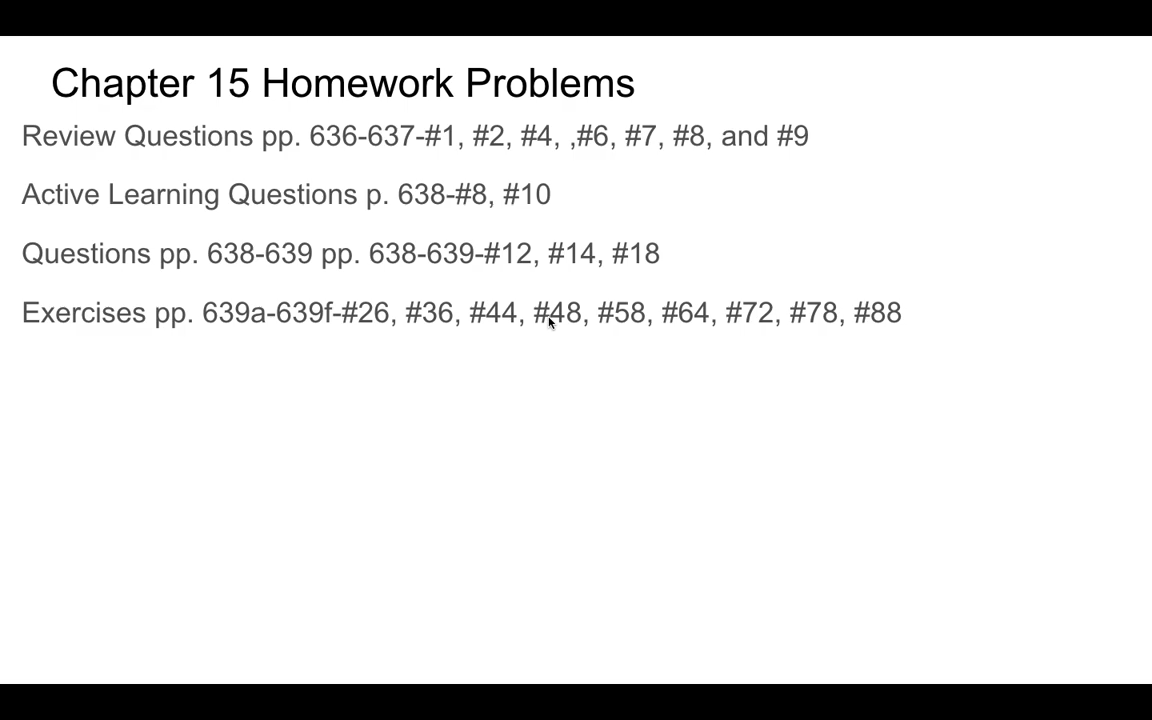 Chapter 15 Homework Problems
Review Questions pp. 636-637-#1, #2, #4, ,#6, #7, #8, and #9
Active Learning Questions p. 638-#8, #10
Questions pp. 638-639 pp. 638-639-#12, #14, #18
Exercises pp. 639a-639f-#26, #36, #44, #48, #58, #64, #72, #78, #88